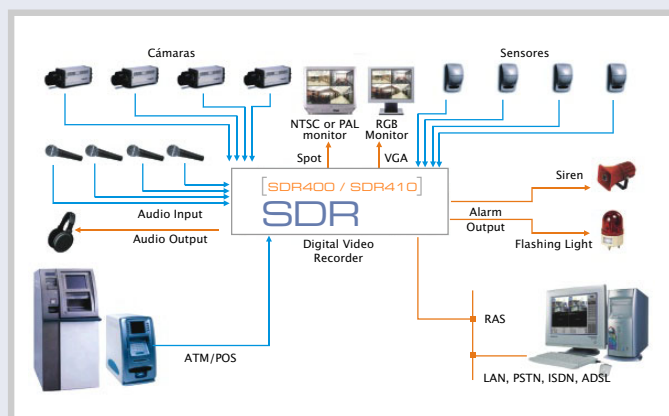 Cámaras
Sensores
NTSC or PAL
monitor
RGB
Monitor
Spot
VGA
[SDR400 / SDR410]
SDR
Digital Video
Recorder
Audio Input
Audio Output
Siren
Alarm
Output
Flashing Light
ATM/POS
RAS
LAN, PSTN, ISDN, ADSL